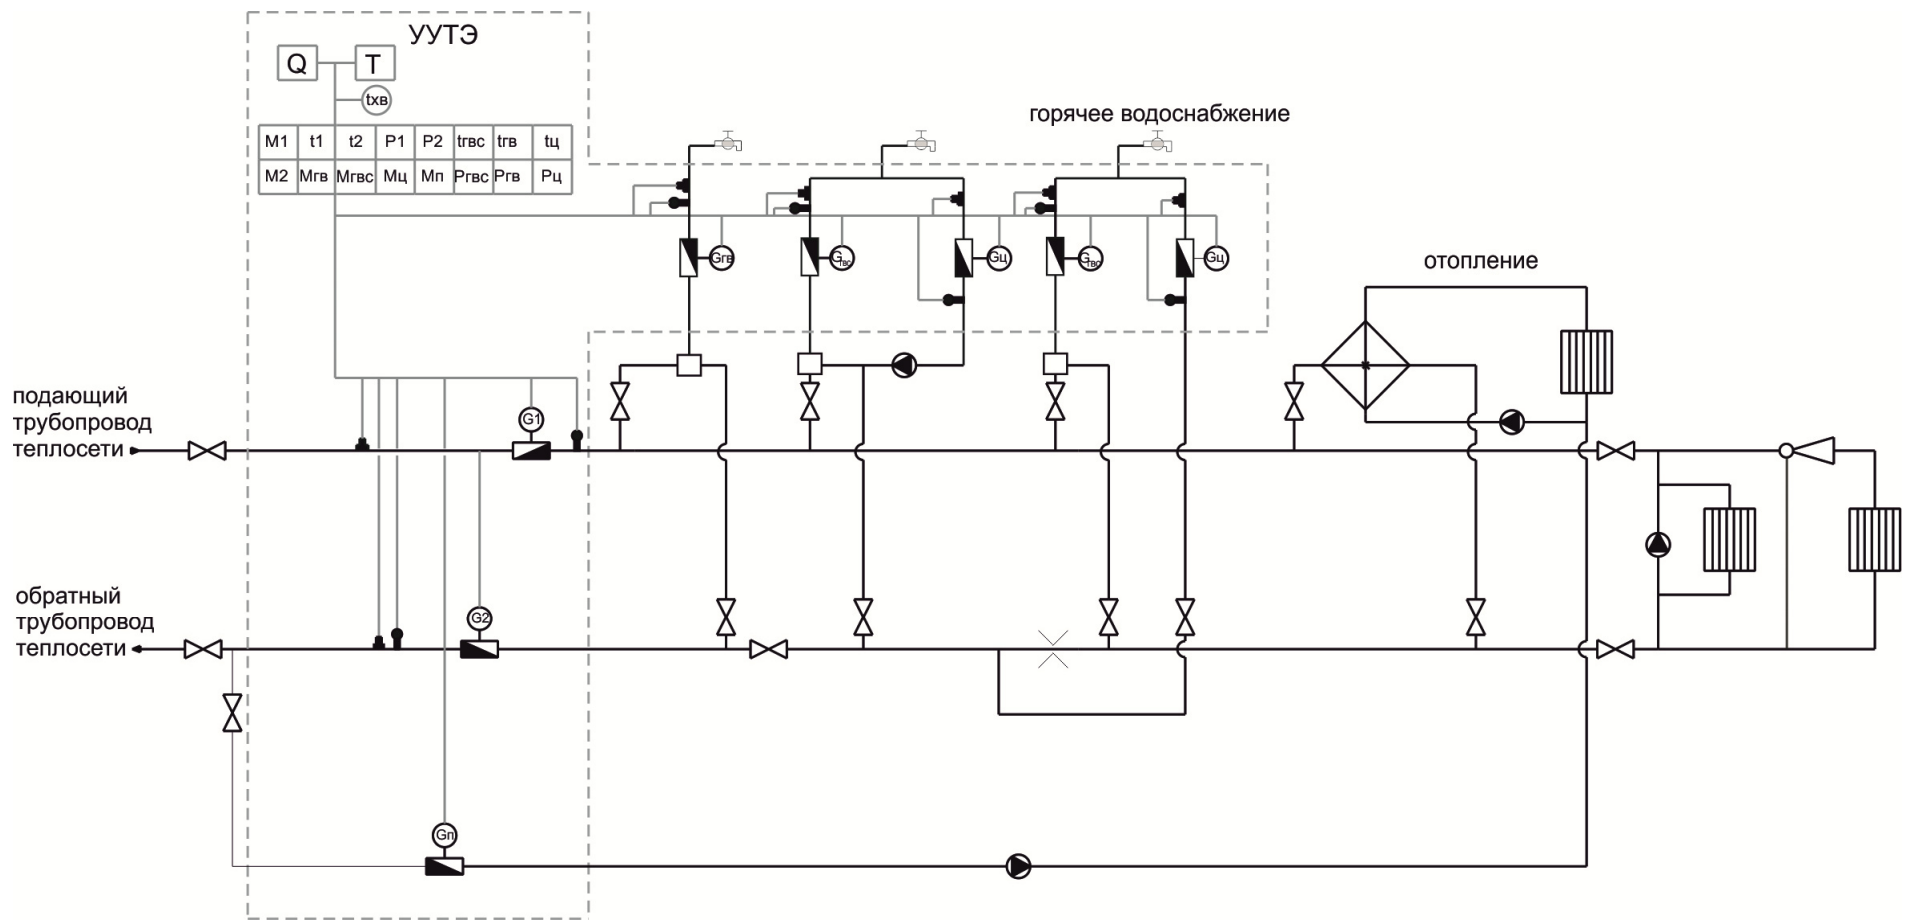 УУТЭ
Q T
tхв
M1 t1 t2 P1 P2 tгвс tгв tц
M2 Mгв Mгвс Mц Mп Pгвс Pгв Pц
горячее водоснабжение
Gгв Gгвс Gц Gгвс Gц
отопление
подающий
трубопровод
теплосети
G1
обратный
трубопровод
теплосети
G2
Gп